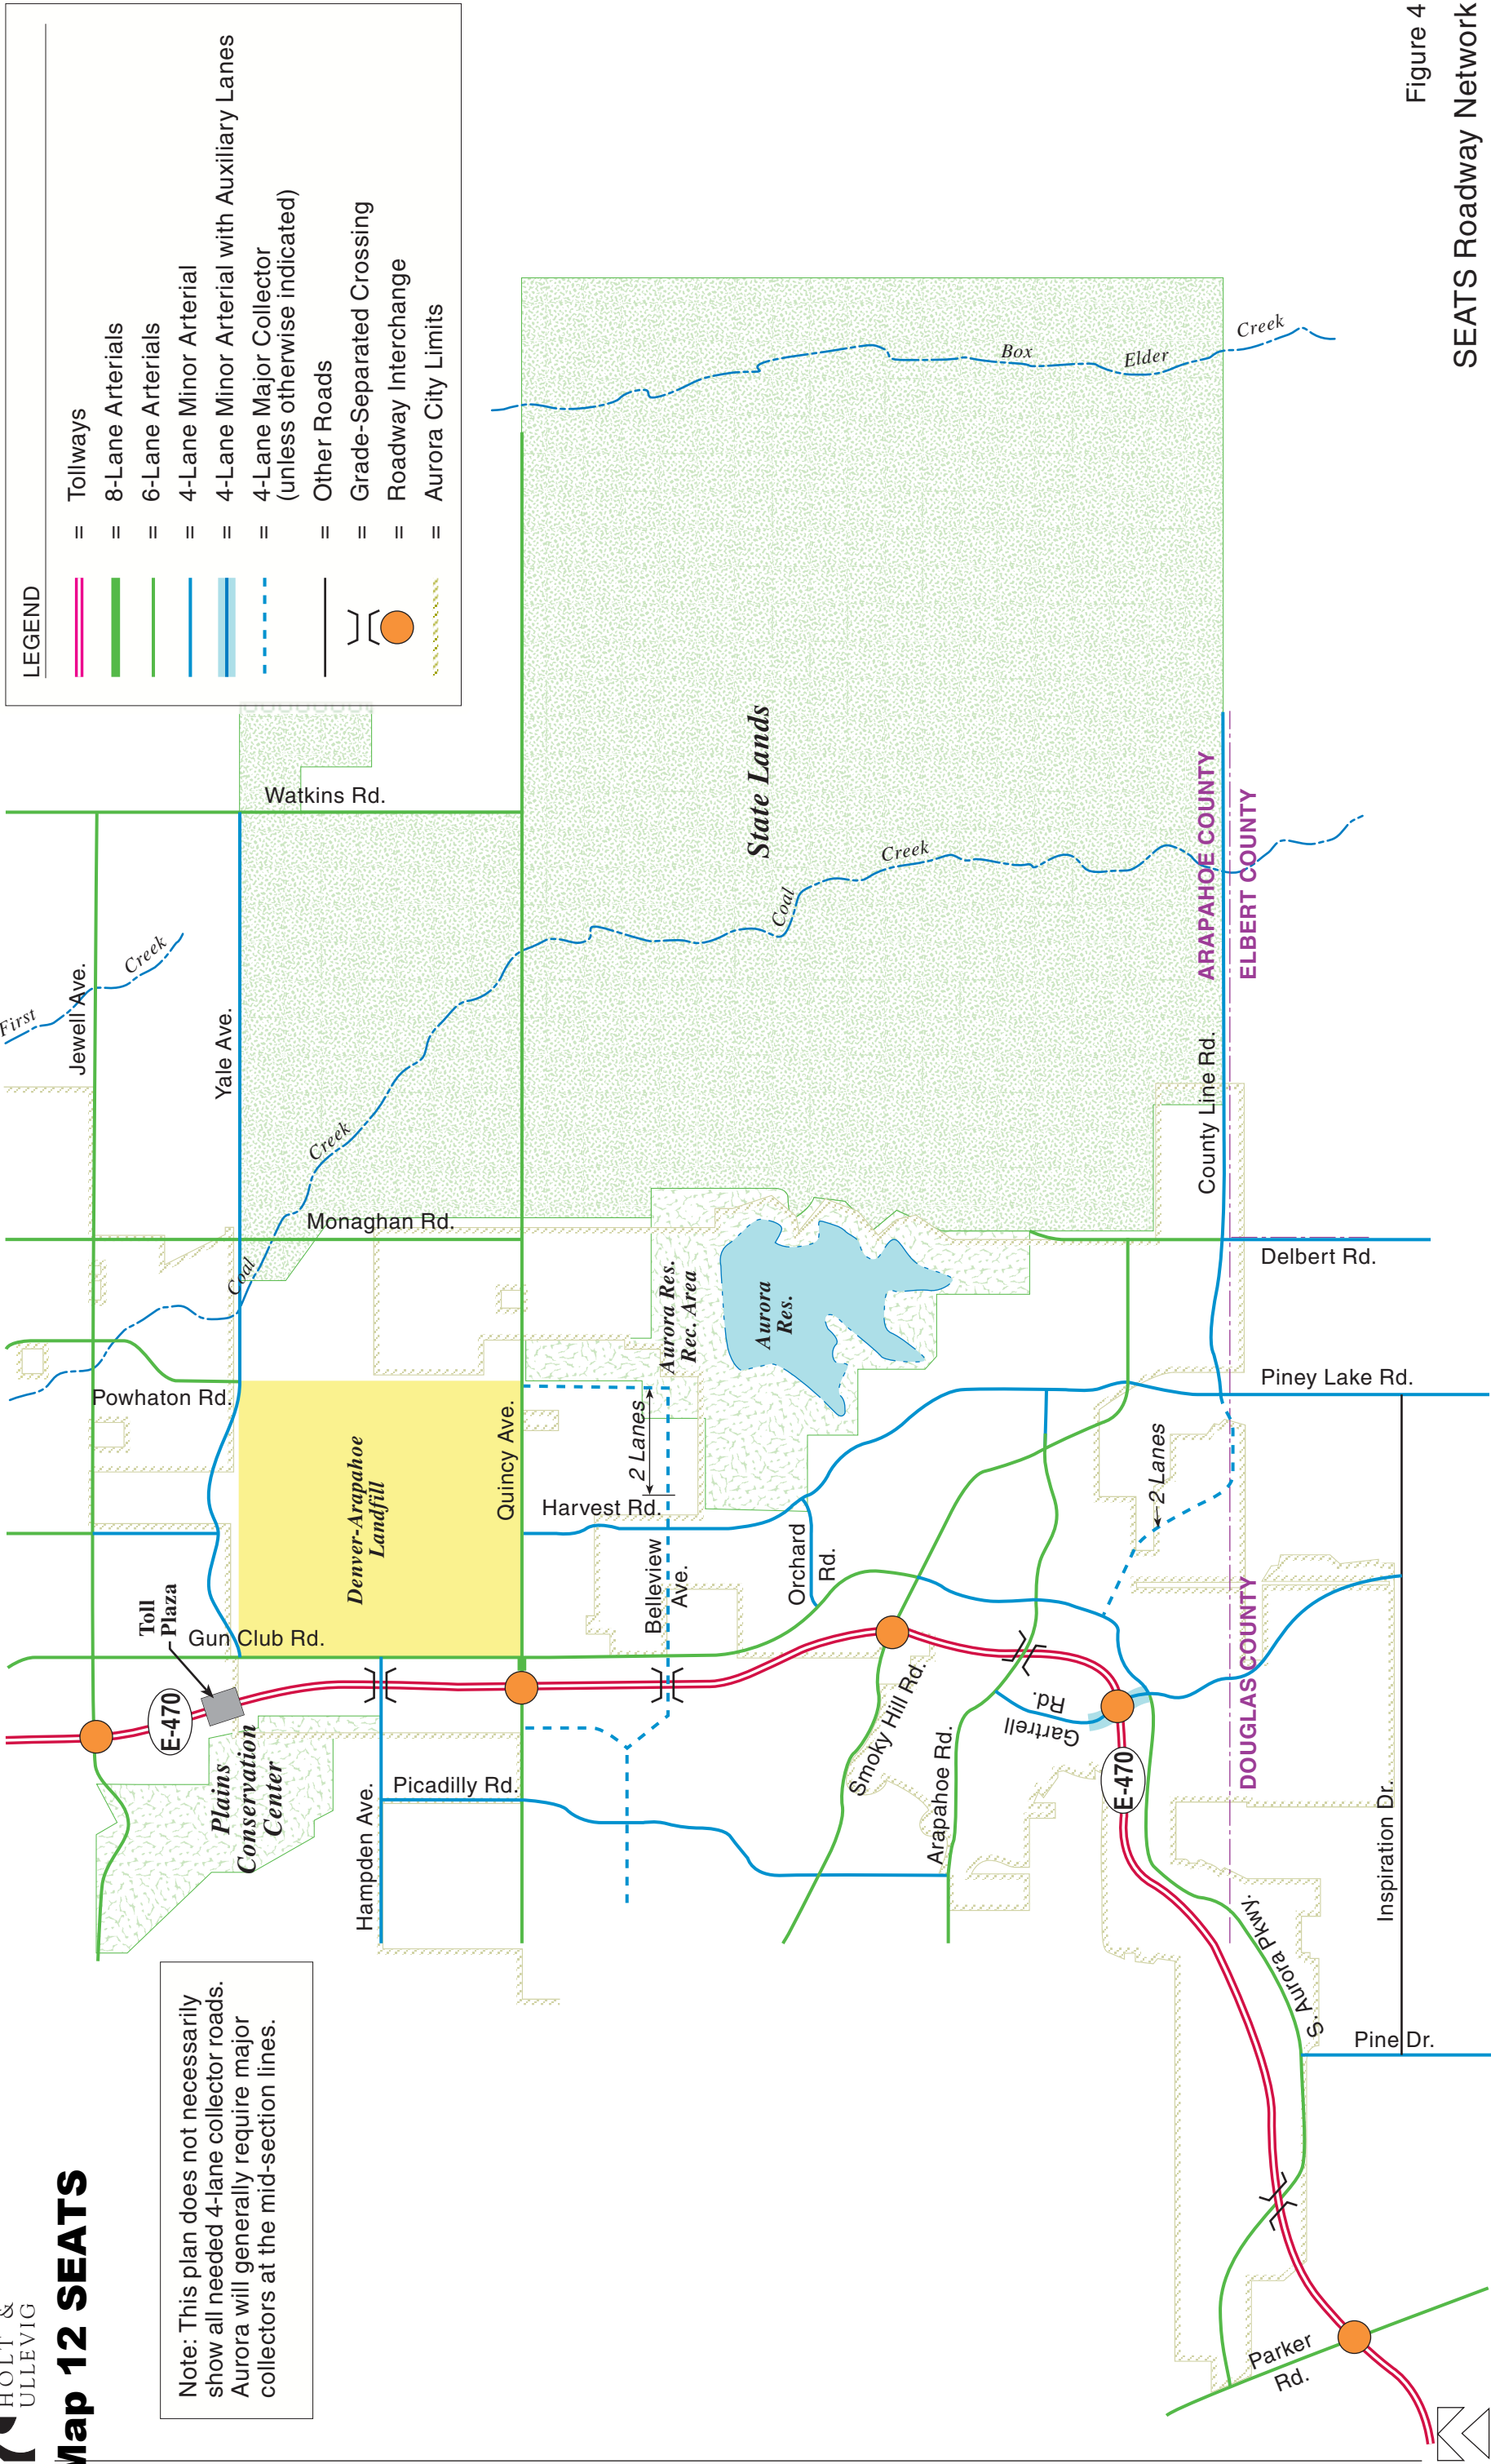 HOLT &
ULLEVIG
Map 12 SEATS
Note: This plan does not necessarily
show all needed 4-lane collector roads.
Aurora will generally require major
collectors at the mid-section lines.
LEGEND
= Tollways
= 8-Lane Arterials
= 6-Lane Arterials
= 4-Lane Minor Arterial
= 4-Lane Minor Arterial with Auxiliary Lanes
= 4-Lane Major Collector
(unless otherwise indicated)
= Other Roads
= Grade-Separated Crossing
= Roadway Interchange
= Aurora City Limits
First
Creek
Jewell Ave.
Yale Ave.
Watkins Rd.
Creek
Monaghan Rd.
Coal
Powhaton Rd.
Toll
Plaza
Gun Club Rd.
E-470
Plains
Conservation
Center
Denver-Arapahoe
Landfill
Hampden Ave.
Picadilly Rd.
Quincy Ave.
Harvest Rd.
2 Lanes
Belleview
Ave.
Aurora Res.
Rec. Area
Aurora
Res.
State Lands
Coal
Creek
Box
Elder
Creek
Orchard
Rd.
Smoky Hill Rd.
Arapahoe Rd.
Gartrell
Rd.
E-470
2 Lanes
County Line Rd.
ARAPAHOE COUNTY
ELBERT COUNTY
DOUGLAS COUNTY
Delbert Rd.
Piney Lake Rd.
Inspiration Dr.
S. Aurora Pkwy.
Pine Dr.
Parker
Rd.
Figure 4
SEATS Roadway Network